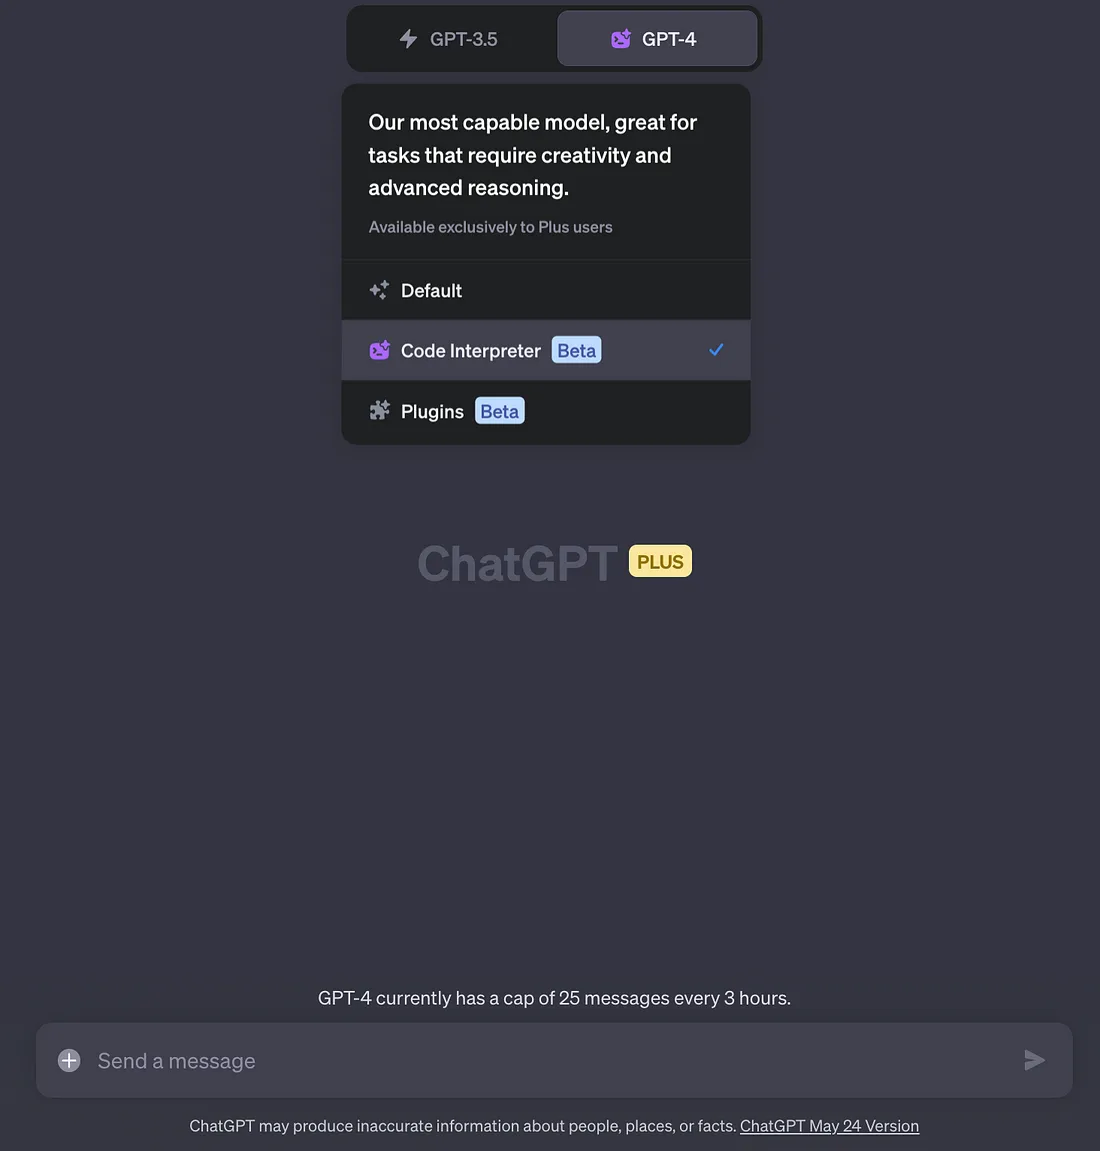 GPT-3.5
GPT-4
Our most capable model, great for
tasks that require creativity and
advanced reasoning.
Available exclusively to Plus users
Default
Code Interpreter Beta
Plugins Beta
ChatGPT PLUS
GPT-4 currently has a cap of 25 messages every 3 hours.
Send a message
ChatGPT may produce inaccurate information about people, places, or facts. ChatGPT May 24 Version